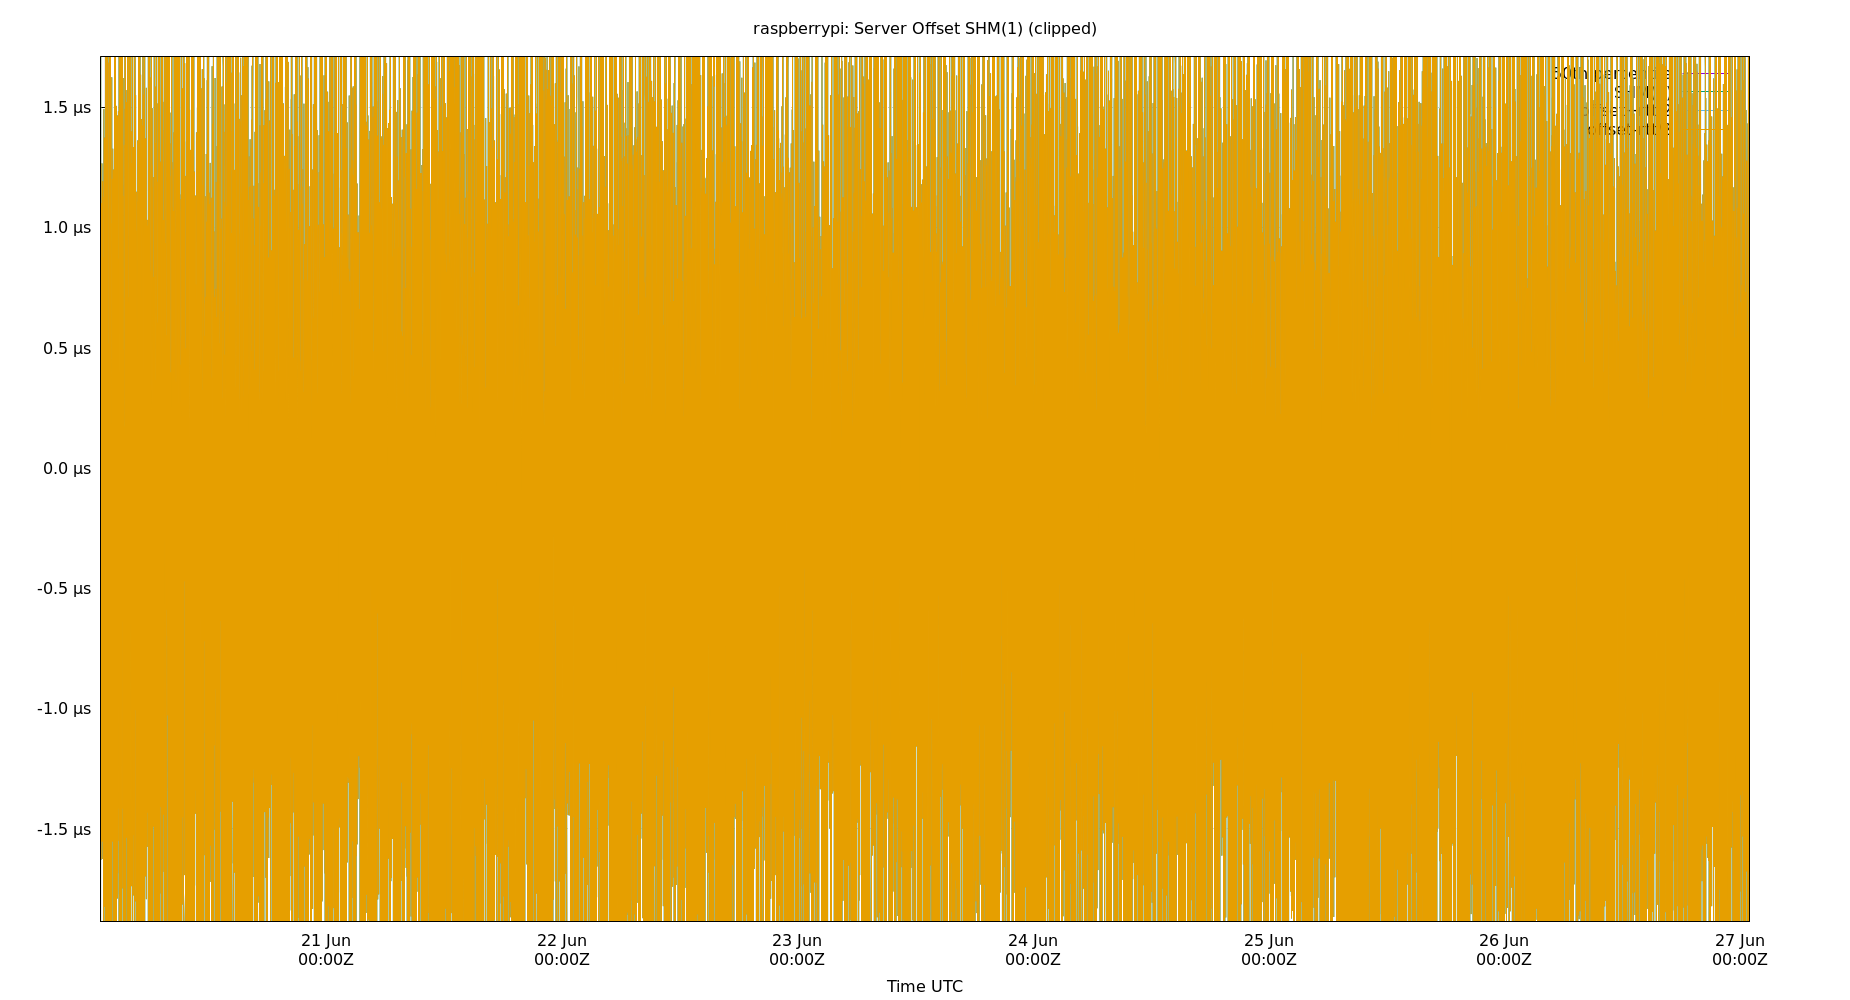 raspberrypi: Server Offset SHM(1) (clipped)
1.5 µs
1.0 µs
0.5 µs
0.0 µs
-0.5 µs
-1.0 µs
-1.5 µs
21 Jun
00:00Z
22 Jun
00:00Z
23 Jun
00:00Z
24 Jun
00:00Z
25 Jun
00:00Z
26 Jun
00:00Z
27 Jun
00:00Z
Time UTC